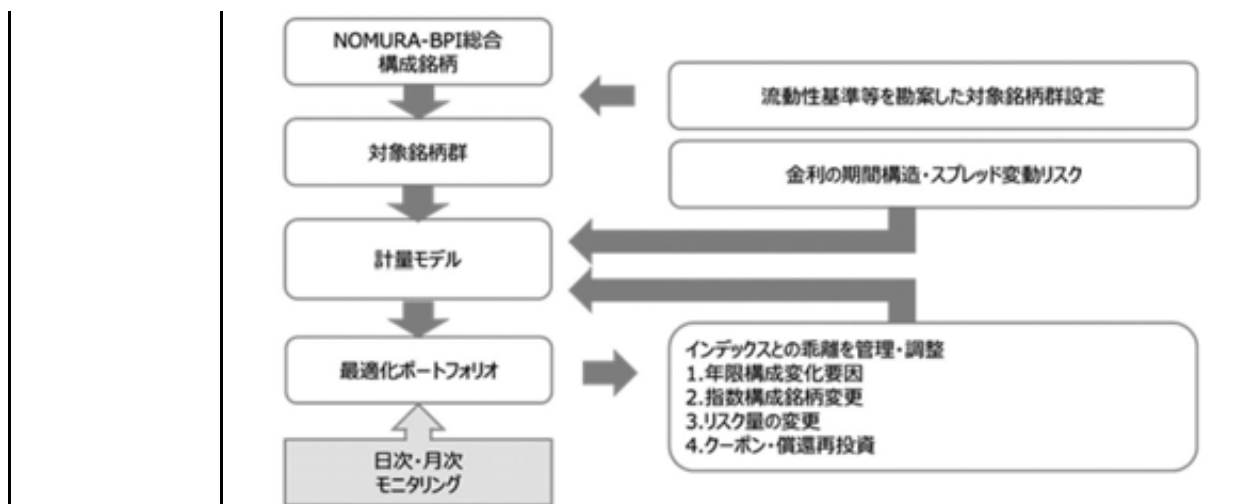 NOMURA-BPI総合
構成銘柄
流動性基準等を勘案した対象銘柄群設定
対象銘柄群
金利の期間構造・スプレッド変動リスク
計量モデル
最適化ポートフォリオ
インデックスとの乖離を管理・調整
1.年限構成変化要因
2.指数構成銘柄変更
3.リスク量の変更
4.クーポン・償還再投資
日次・月次
モニタリング